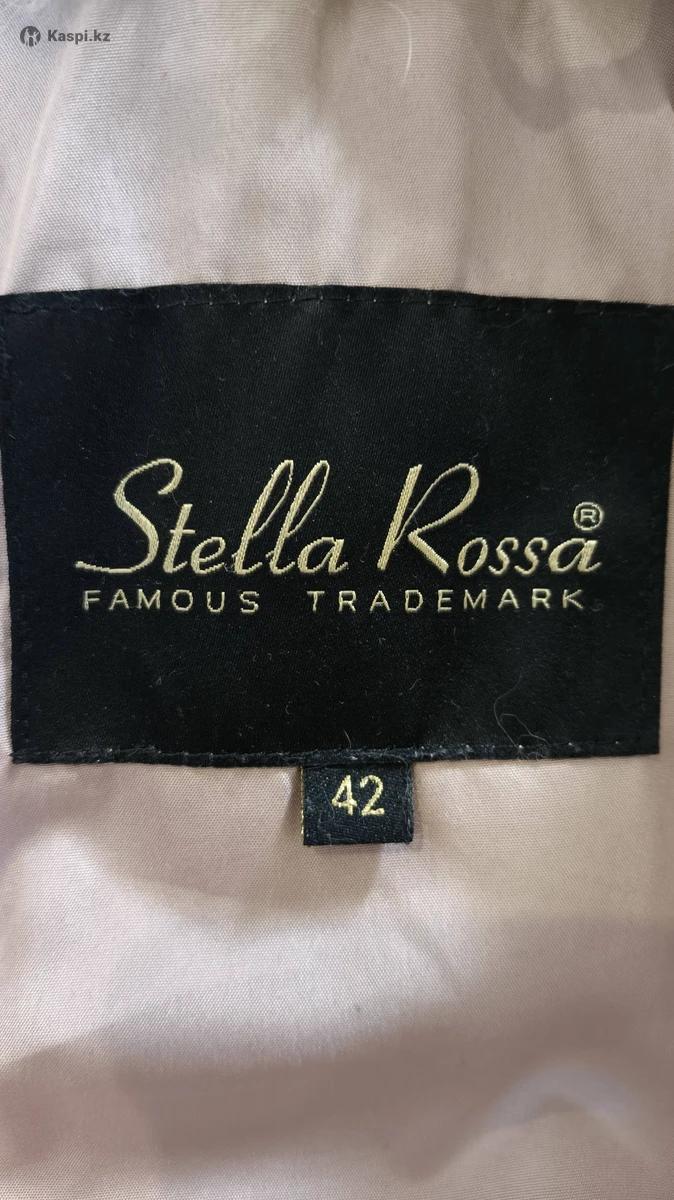 Kaspi.kz
Stella Rossa®
FAMOUS TRADEMARK
42